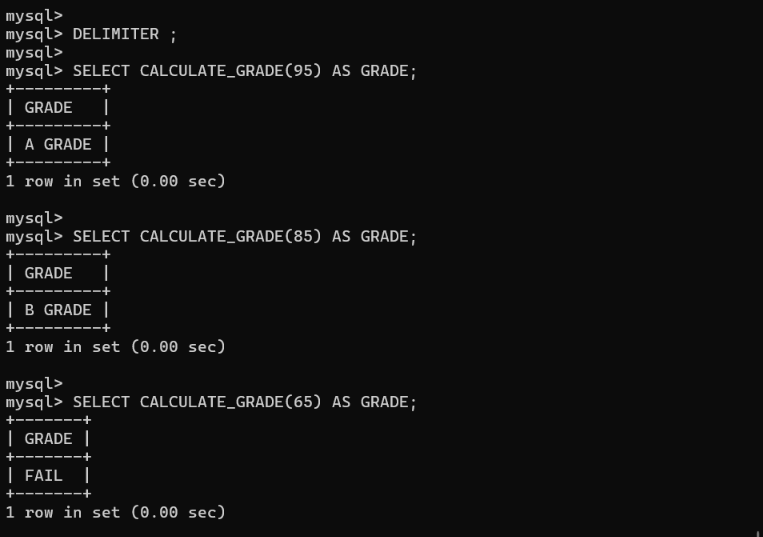 mysql>
mysql> DELIMITER ;
mysql>
mysql> SELECT CALCULATE_GRADE(95) AS GRADE;
+---------+
| GRADE   |
+---------+
| A GRADE |
+---------+
1 row in set (0.00 sec)

mysql>
mysql> SELECT CALCULATE_GRADE(85) AS GRADE;
+---------+
| GRADE   |
+---------+
| B GRADE |
+---------+
1 row in set (0.00 sec)

mysql>
mysql> SELECT CALCULATE_GRADE(65) AS GRADE;
+-------+
| GRADE |
+-------+
| FAIL  |
+-------+
1 row in set (0.00 sec)